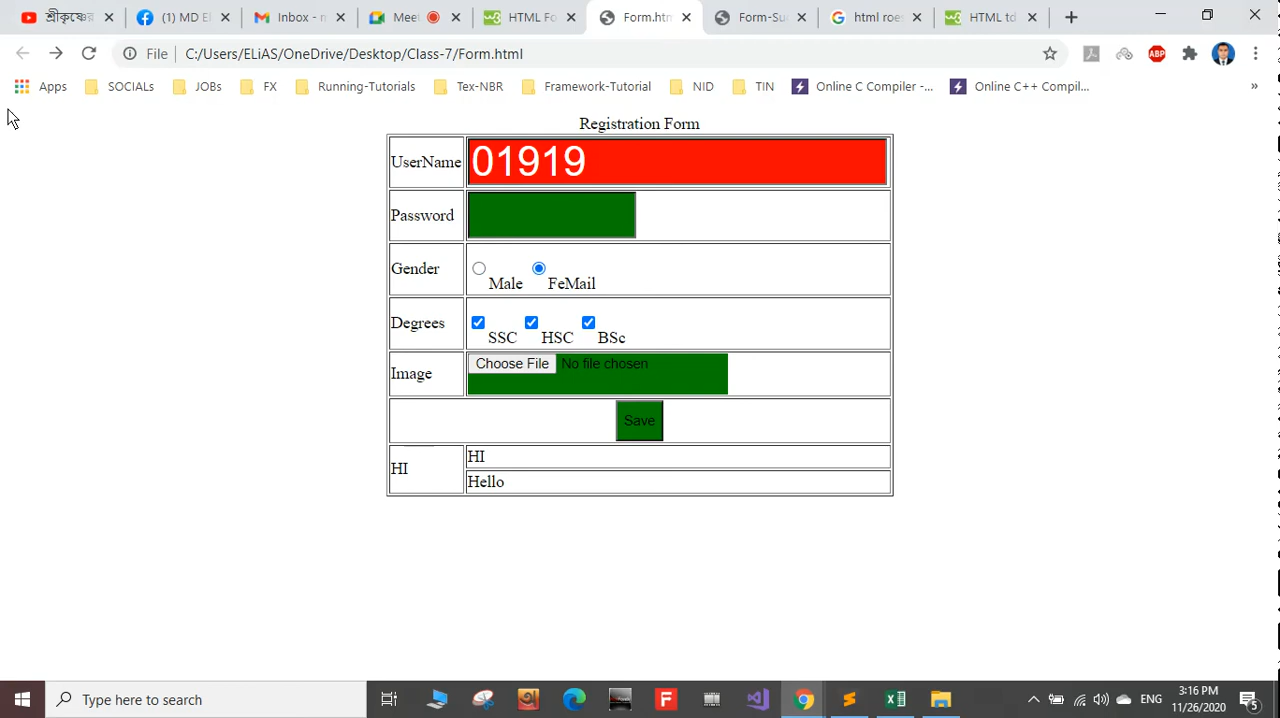 শ্রীকৃষ্ণের
(1) MD El
Inbox - n
Meet
HTML Fo
Form.htm
Form-Su
html roes
HTML td
File C:/Users/ELiAS/OneDrive/Desktop/Class-7/Form.html
ABP
Apps SOCIALs JOBs FX Running-Tutorials Tex-NBR Framework-Tutorial NID TIN Online C Compiler -... Online C++ Compil... »
Registration Form
UserName 01919
Password
Gender Male FeMail
Degrees SSC HSC BSc
Image Choose File No file chosen
Save
HI HI
Hello
Type here to search
F
ENG
3:16 PM
11/26/2020
5